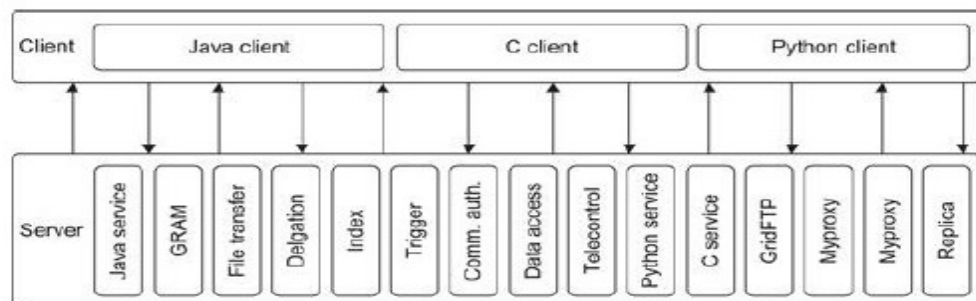 Client
Java client
C client
Python client
Server
Java service
GRAM
File transfer
Delgation
Index
Trigger
Comm. auth.
Data access
Telecontrol
Python service
C service
GridFTP
Myproxy
Myproxy
Replica